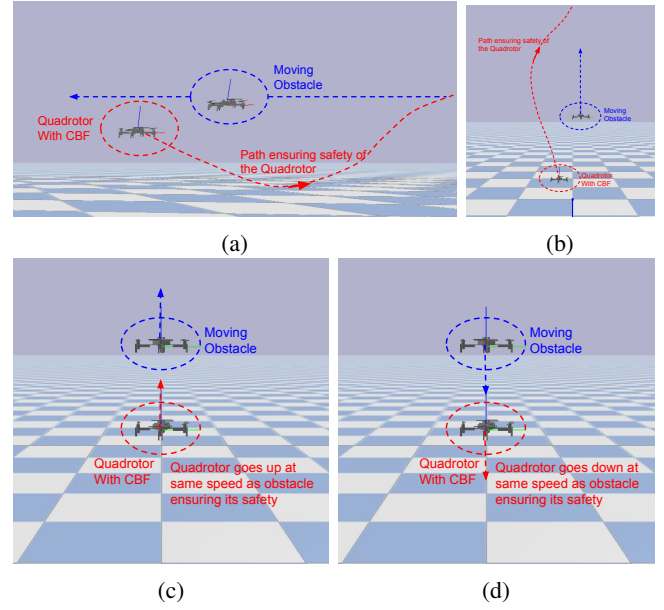 Moving
Obstacle
Quadrotor
With CBF
Path ensuring safety of
the Quadrotor
(a)
Path ensuring safety of
the Quadrotor
Moving
Obstacle
Quadrotor
With CBF
(b)
Moving
Obstacle
Quadrotor
With CBF
Quadrotor goes up at
same speed as obstacle
ensuring its safety
(c)
Moving
Obstacle
Quadrotor
With CBF
Quadrotor goes down at
same speed as obstacle
ensuring its safety
(d)